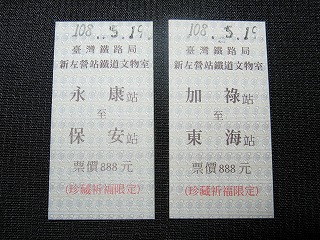 108. 5.19
臺灣鐵路局
新左營站鐵道文物室
永康站
至
保安站
票價888元
(珍藏祈福限定)
108. 5.19
臺灣鐵路局
新左營站鐵道文物室
加祿站
至
東海站
票價888元
(珍藏祈福限定)